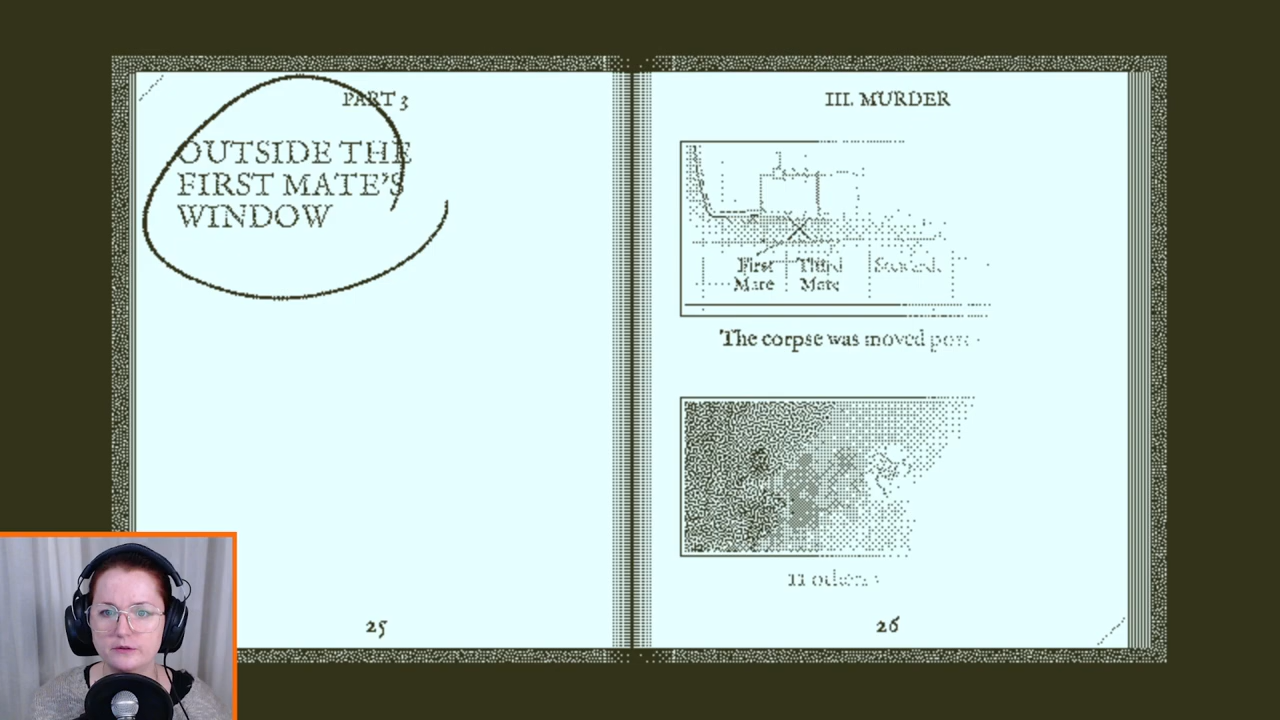 PART 3
OUTSIDE THE
FIRST MATE'S
WINDOW
25
III. MURDER
First Third
Mate Mate
The corpse was moved
11
26